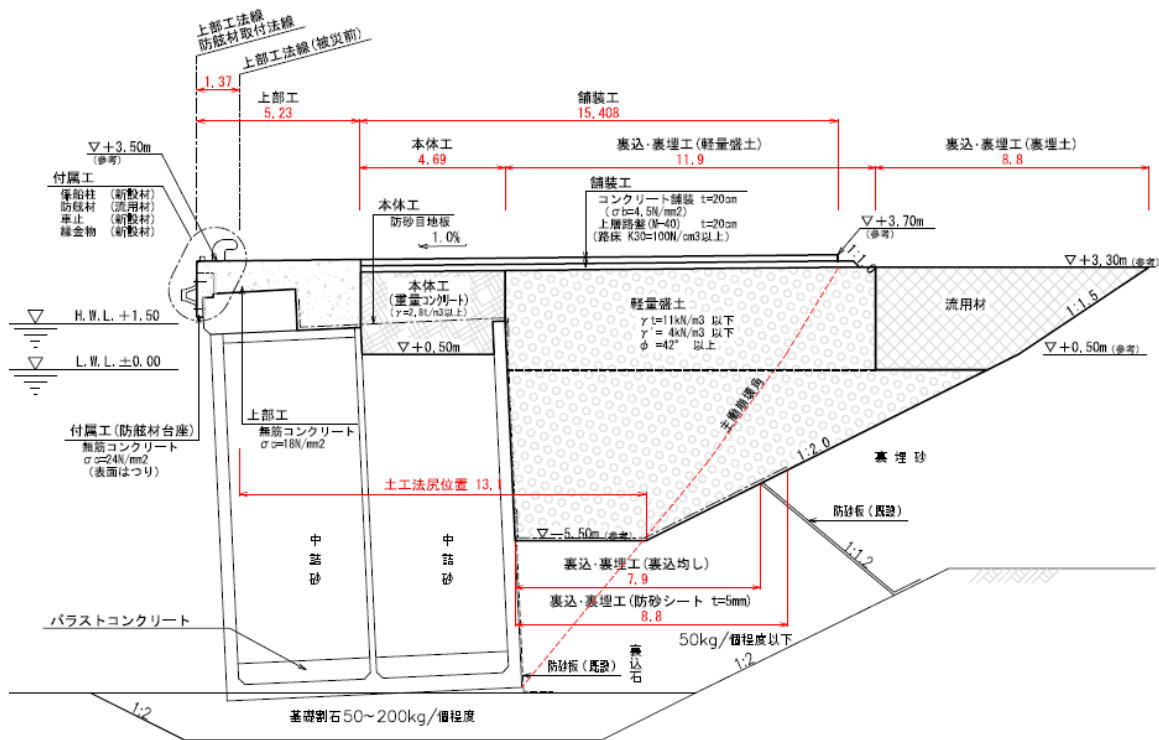 上部工法線
防舷材取付法線
上部工法線(被災前)
1.37
上部工
5.23
舗装工
15.408
▽+3.50m
(参考)
本体工
4.69
裏込・裏埋工(軽量盛土)
11.9
裏込・裏埋工(裏埋土)
8.8
付属工
係船柱 (新設材)
防舷材 (流用材)
車止 (新設材)
縁金物 (新設材)
本体工
防砂目地板
1.0%
舗装工
コンクリート舗装 t=20cm
(σb=4.5N/mm2)
上層路盤(M-40) t=20cm
(路床 K30=100N/cm3以上)
▽+3.70m
(参考)
1:1.0
▽+3.30m (参考)
本体工
(重量コンクリート)
(γ=2.8t/m3以上)
▽+0.50m
軽量盛土
γt=11kN/m3 以下
γ'= 4kN/m3 以下
φ =42° 以上
流用材
1:1.5
▽+0.50m (参考)
H.W.L. +1.50
L.W.L. ±0.00
主働崩壊角
付属工(防舷材台座)
無筋コンクリート
σc=24N/mm2
(表面はつり)
上部工
無筋コンクリート
σc=18N/mm2
1:2.0
裏埋砂
土工法尻位置 13.1
防砂板(既設)
▽-5.50m (参考)
中詰砂
中詰砂
1:1.2
裏込・裏埋工(裏込均し)
7.9
裏込・裏埋工(防砂シート t=5mm)
8.8
バラストコンクリート
50kg/個程度以下
裏込石
防砂板(既設)
1:2
1:2
基礎割石50~200kg/個程度